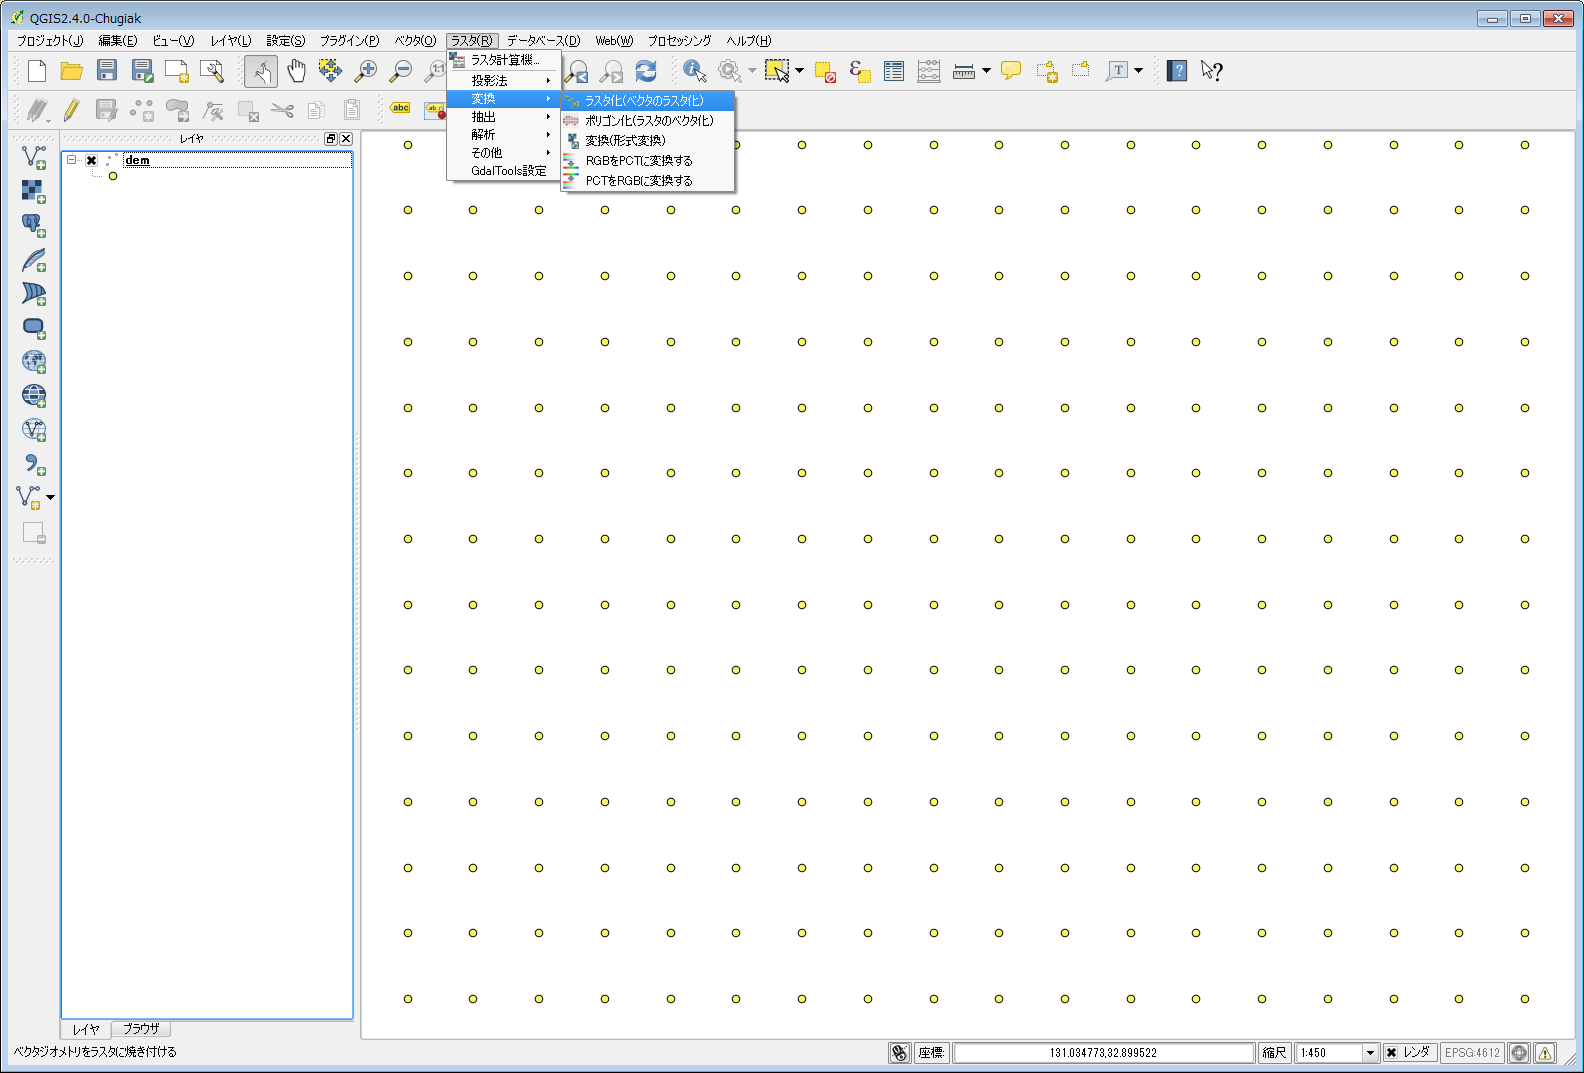 QGIS2.4.0-Chugiak
プロジェクト(J) 編集(E) ビュー(V) レイヤ(L) 設定(S) プラグイン(P) ベクタ(O) ラスタ(R) データベース(D) Web(W) プロセッシング ヘルプ(H)
ラスタ計算機...
投影法
変換
抽出
解析
その他
GdalTools設定
ラスタ化(ベクタのラスタ化)
ポリゴン化(ラスタのベクタ化)
変換(形式変換)
RGBをPCTに変換する
PCTをRGBに変換する
1:1
T
?
?
abc
ab
レイヤ
dem
レイヤ ブラウザ
ベクタジオメトリをラスタに焼き付ける
座標: 131.034773,32.899522 縮尺 1:450 レンダ EPSG:4612